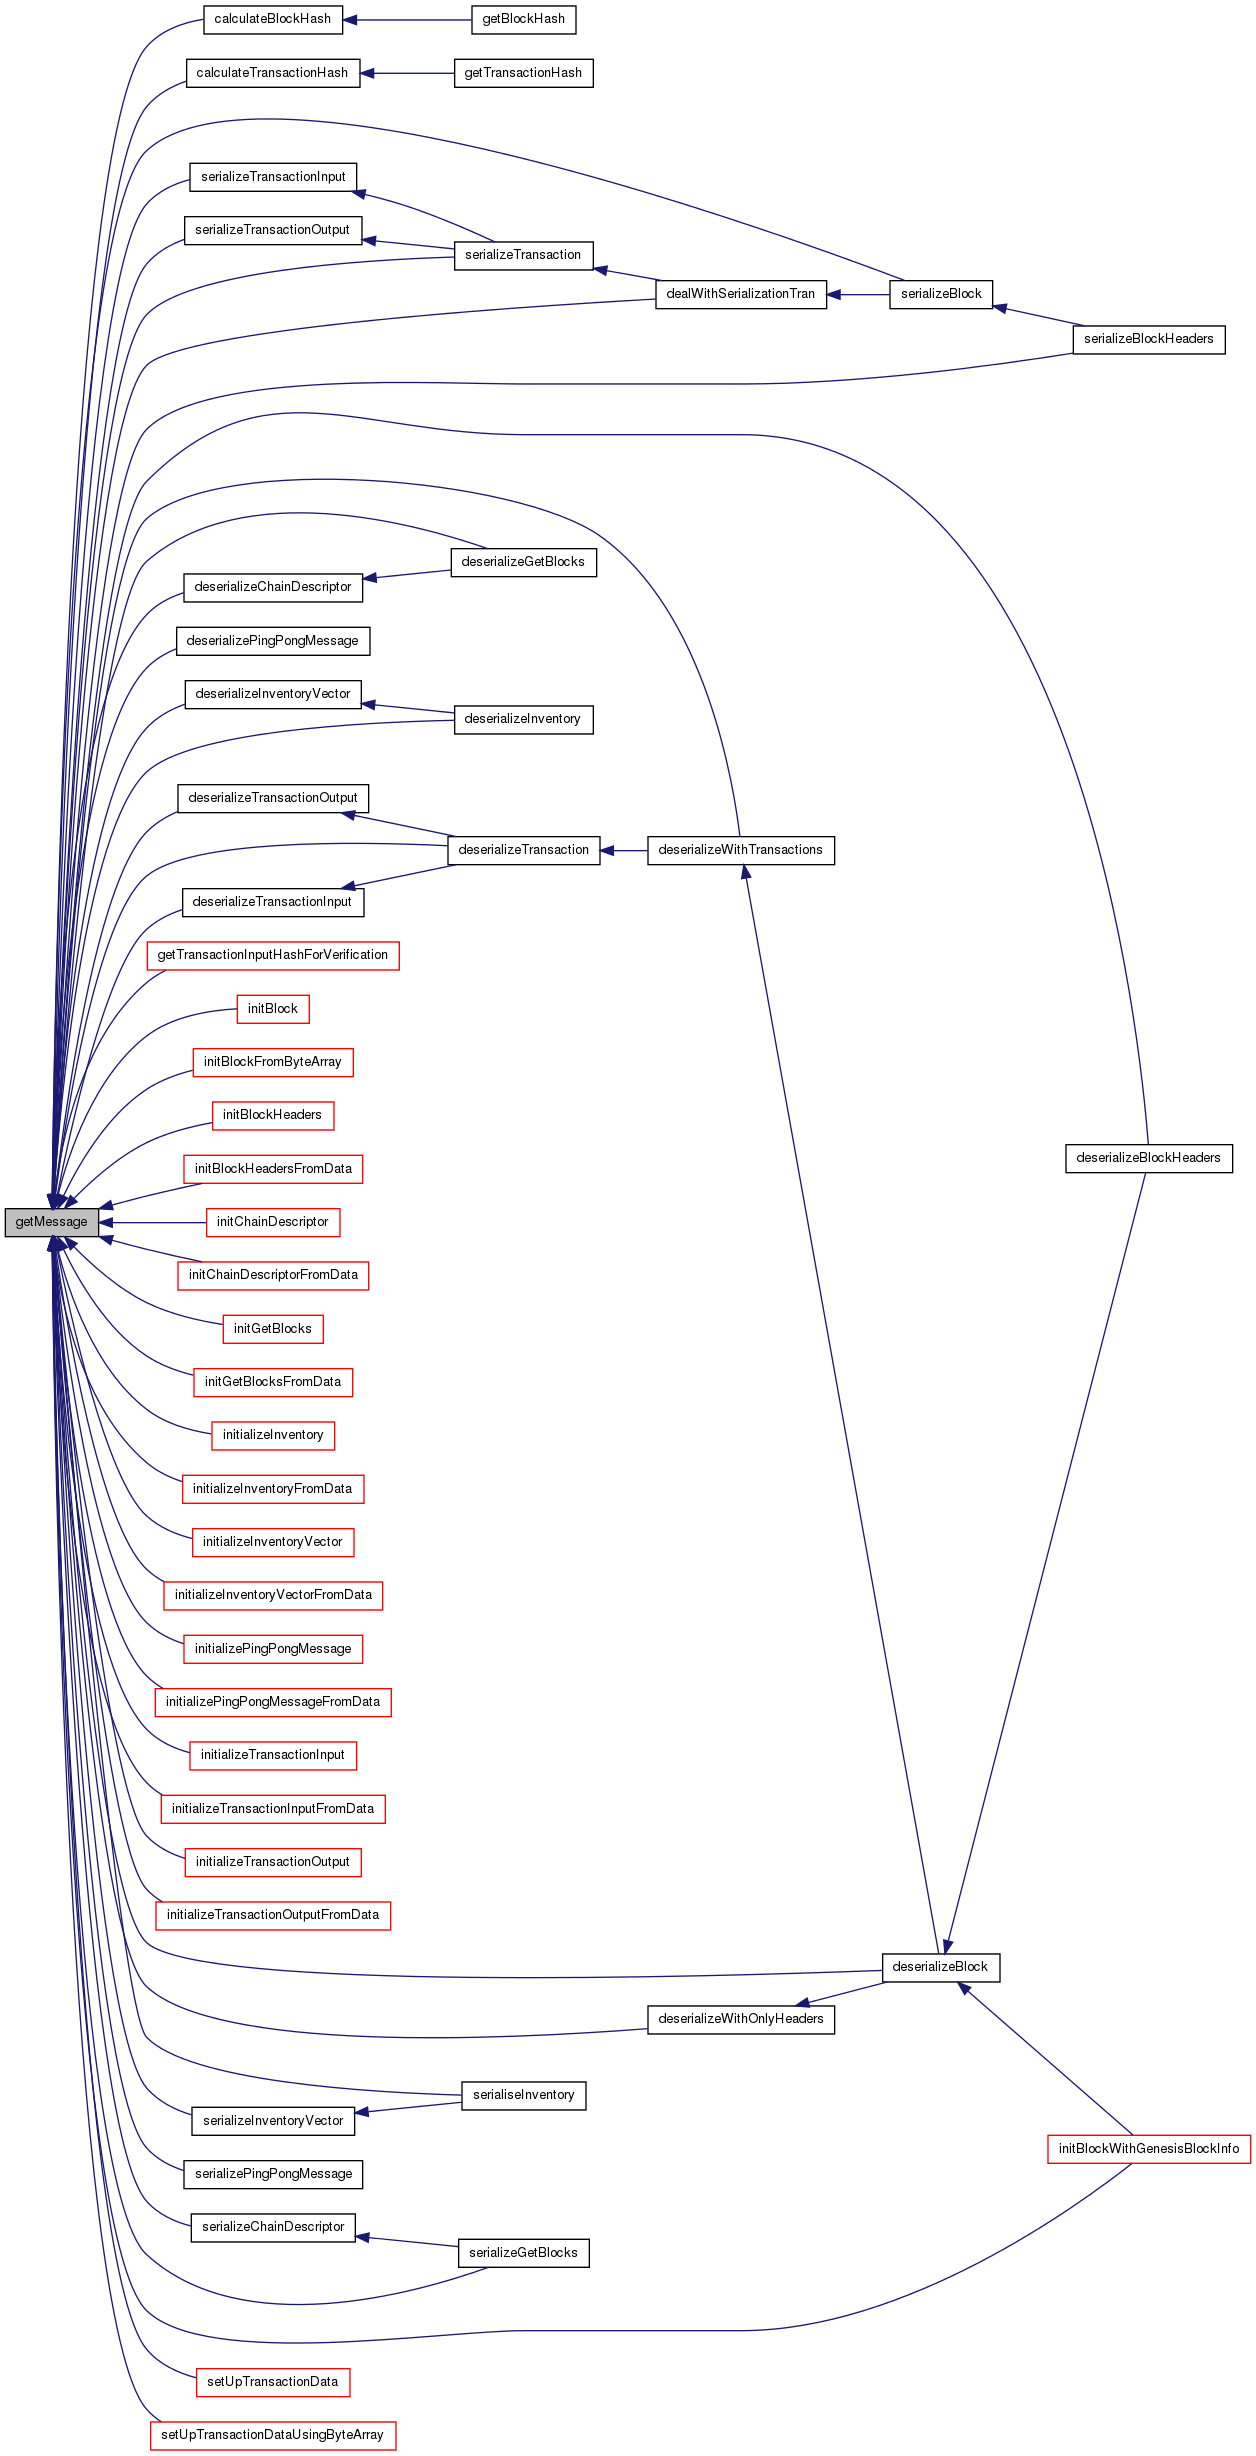 calculateBlockHash
getBlockHash
calculateTransactionHash
getTransactionHash
serializeTransactionInput
serializeTransactionOutput
serializeTransaction
dealWithSerializationTran
serializeBlock
serializeBlockHeaders
deserializeGetBlocks
deserializeChainDescriptor
deserializePingPongMessage
deserializeInventoryVector
deserializeInventory
deserializeTransactionOutput
deserializeTransaction
deserializeWithTransactions
deserializeTransactionInput
getTransactionInputHashForVerification
initBlock
initBlockFromByteArray
initBlockHeaders
deserializeBlockHeaders
initBlockHeadersFromData
getMessage
initChainDescriptor
initChainDescriptorFromData
initGetBlocks
initGetBlocksFromData
initializeInventory
initializeInventoryFromData
initializeInventoryVector
initializeInventoryVectorFromData
initializePingPongMessage
initializePingPongMessageFromData
initializeTransactionInput
initializeTransactionInputFromData
initializeTransactionOutput
initializeTransactionOutputFromData
deserializeBlock
deserializeWithOnlyHeaders
serialiseInventory
serializeInventoryVector
initBlockWithGenesisBlockInfo
serializePingPongMessage
serializeChainDescriptor
serializeGetBlocks
setUpTransactionData
setUpTransactionDataUsingByteArray